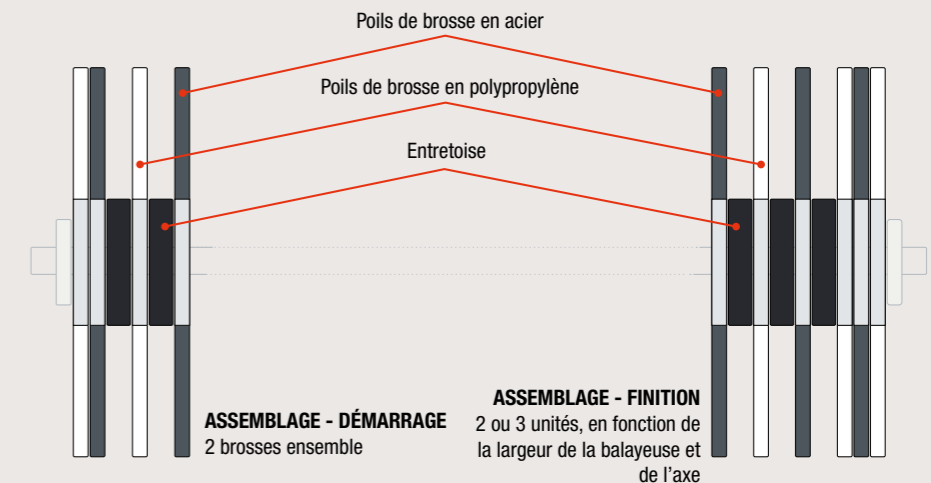 Poils de brosse en acier
Poils de brosse en polypropylène
Entretoise
ASSEMBLAGE - DÉMARRAGE
2 brosses ensemble
ASSEMBLAGE - FINITION
2 ou 3 unités, en fonction de
la largeur de la balayeuse et
de l'axe